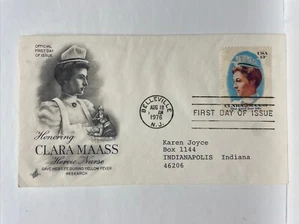 OFFICIAL
FIRST DAY
OF ISSUE
Honoring
CLARA MAASS
Heroic Nurse
GAVE HER LIFE DURING YELLOW FEVER
RESEARCH
BELLEVILLE
AUG 18
1976
N.J.
USA
13c
CLARA MAASS
FIRST DAY OF ISSUE
Karen Joyce
Box 1144
INDIANAPOLIS Indiana
46206